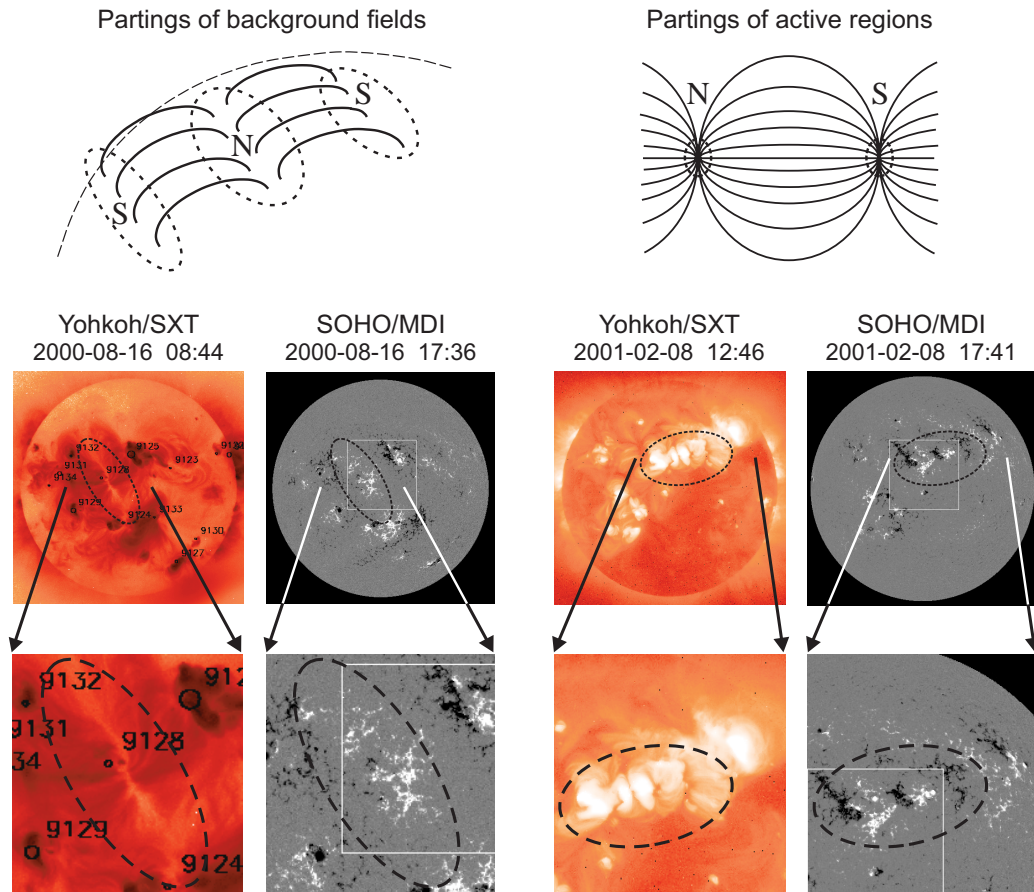 Partings of background fields
Partings of active regions
S
N
S
N
S
Yohkoh/SXT
2000-08-16 08:44
SOHO/MDI
2000-08-16 17:36
Yohkoh/SXT
2001-02-08 12:46
SOHO/MDI
2001-02-08 17:41
9132
9125
9131
9128
9123
9134
9129
9124
9133
9130
9127
9132
912
9131
9128
34
9129
9124